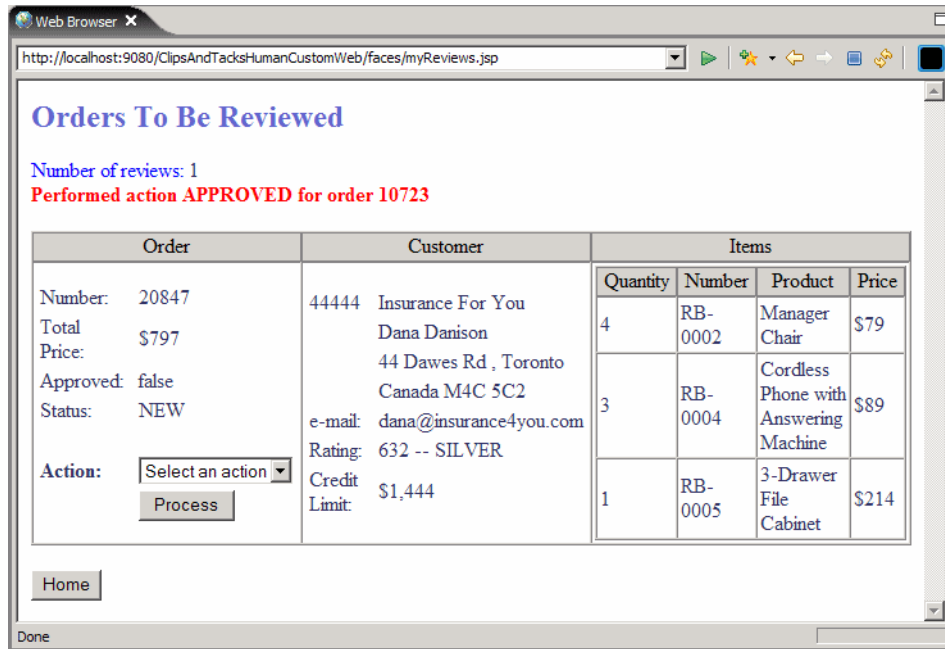 Web Browser
http://localhost:9080/ClipsAndTacksHumanCustomWeb/faces/myReviews.jsp
Orders To Be Reviewed
Number of reviews: 1
Performed action APPROVED for order 10723
Order
Customer
Items
Number: 20847
Total
Price:
$797
Approved: false
Status: NEW
Action:
Select an action
Process
44444 Insurance For You
Dana Danison
44 Dawes Rd , Toronto
Canada M4C 5C2
e-mail: dana@insurance4you.com
Rating: 632 -- SILVER
Credit
Limit:
$1,444
Quantity Number Product Price
4
RB-
0002
Manager
Chair
$79
3
RB-
0004
Cordless
Phone with
Answering
Machine
$89
1
RB-
0005
3-Drawer
File
Cabinet
$214
Home
Done